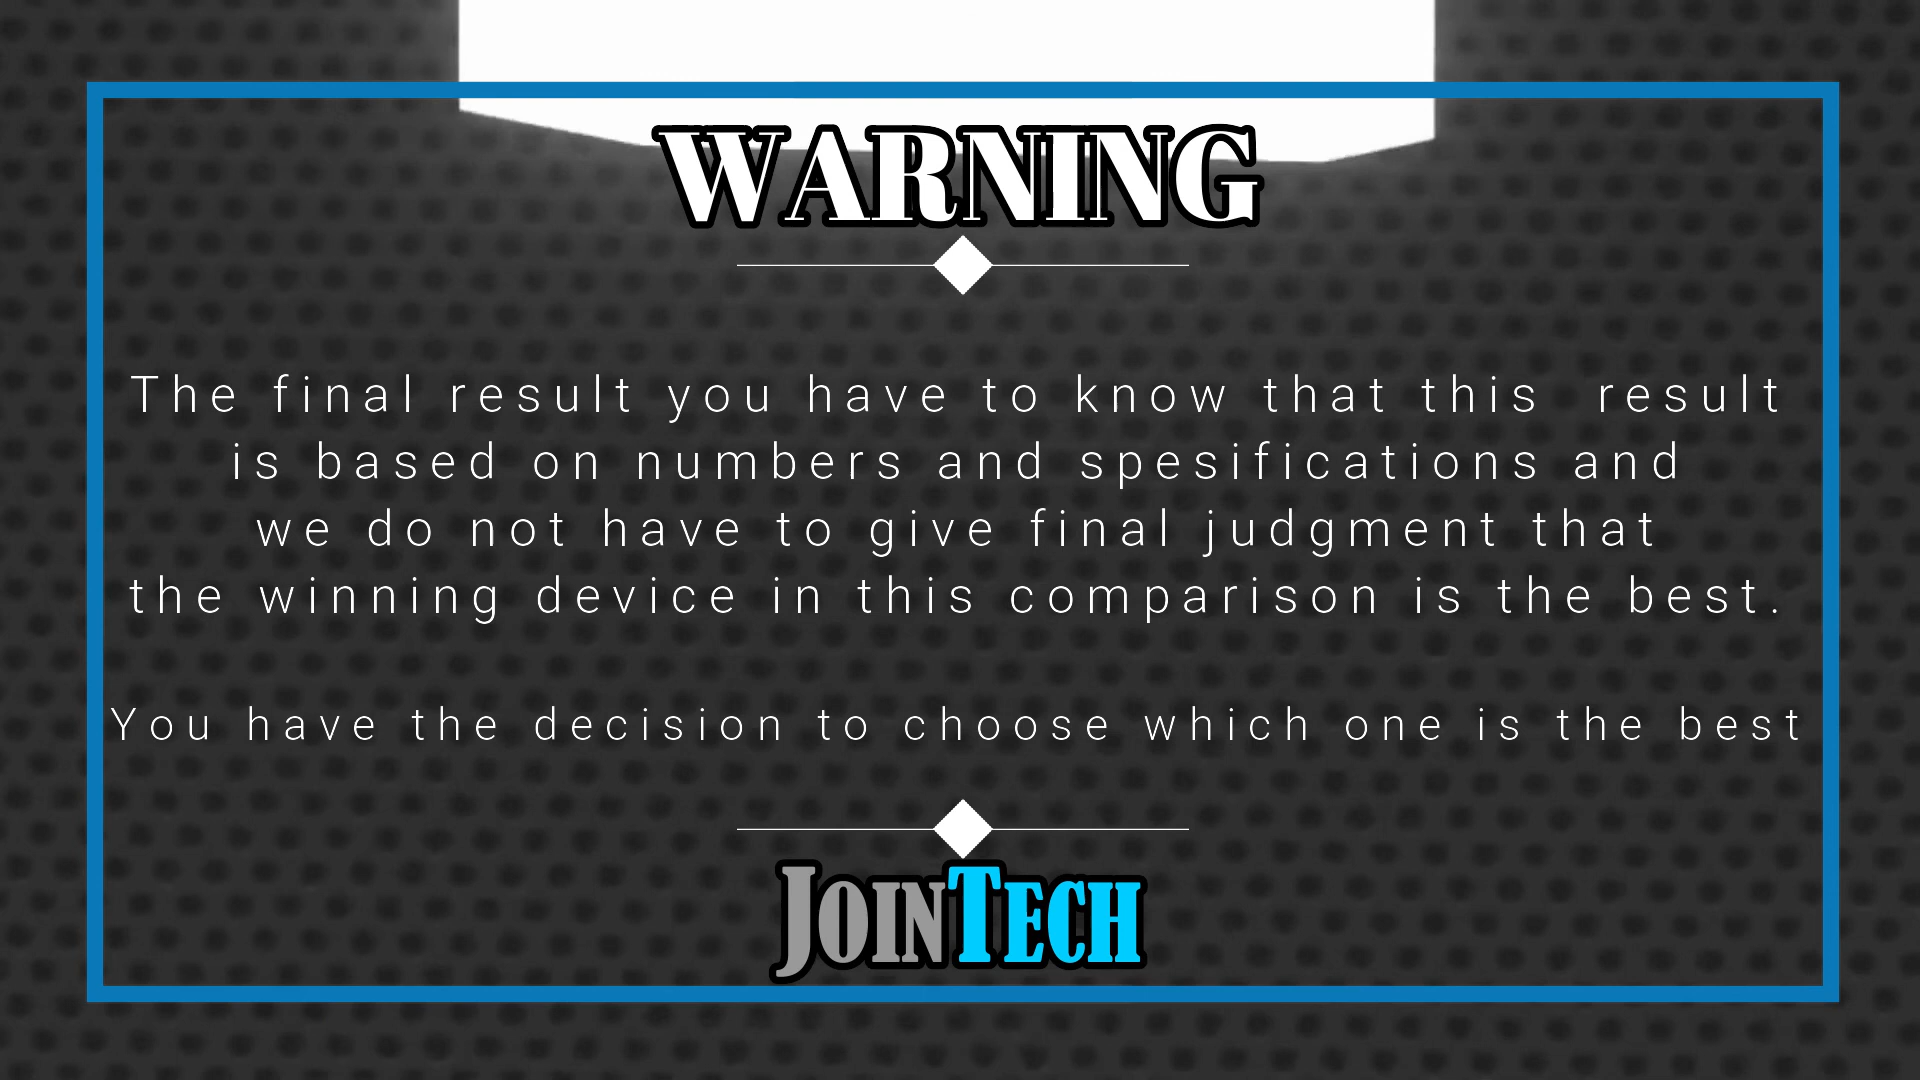 WARNING
The final result you have to know that this result
is based on numbers and spesifications and
we do not have to give final judgment that
the winning device in this comparison is the best.
You have the decision to choose which one is the best
JOINTECH